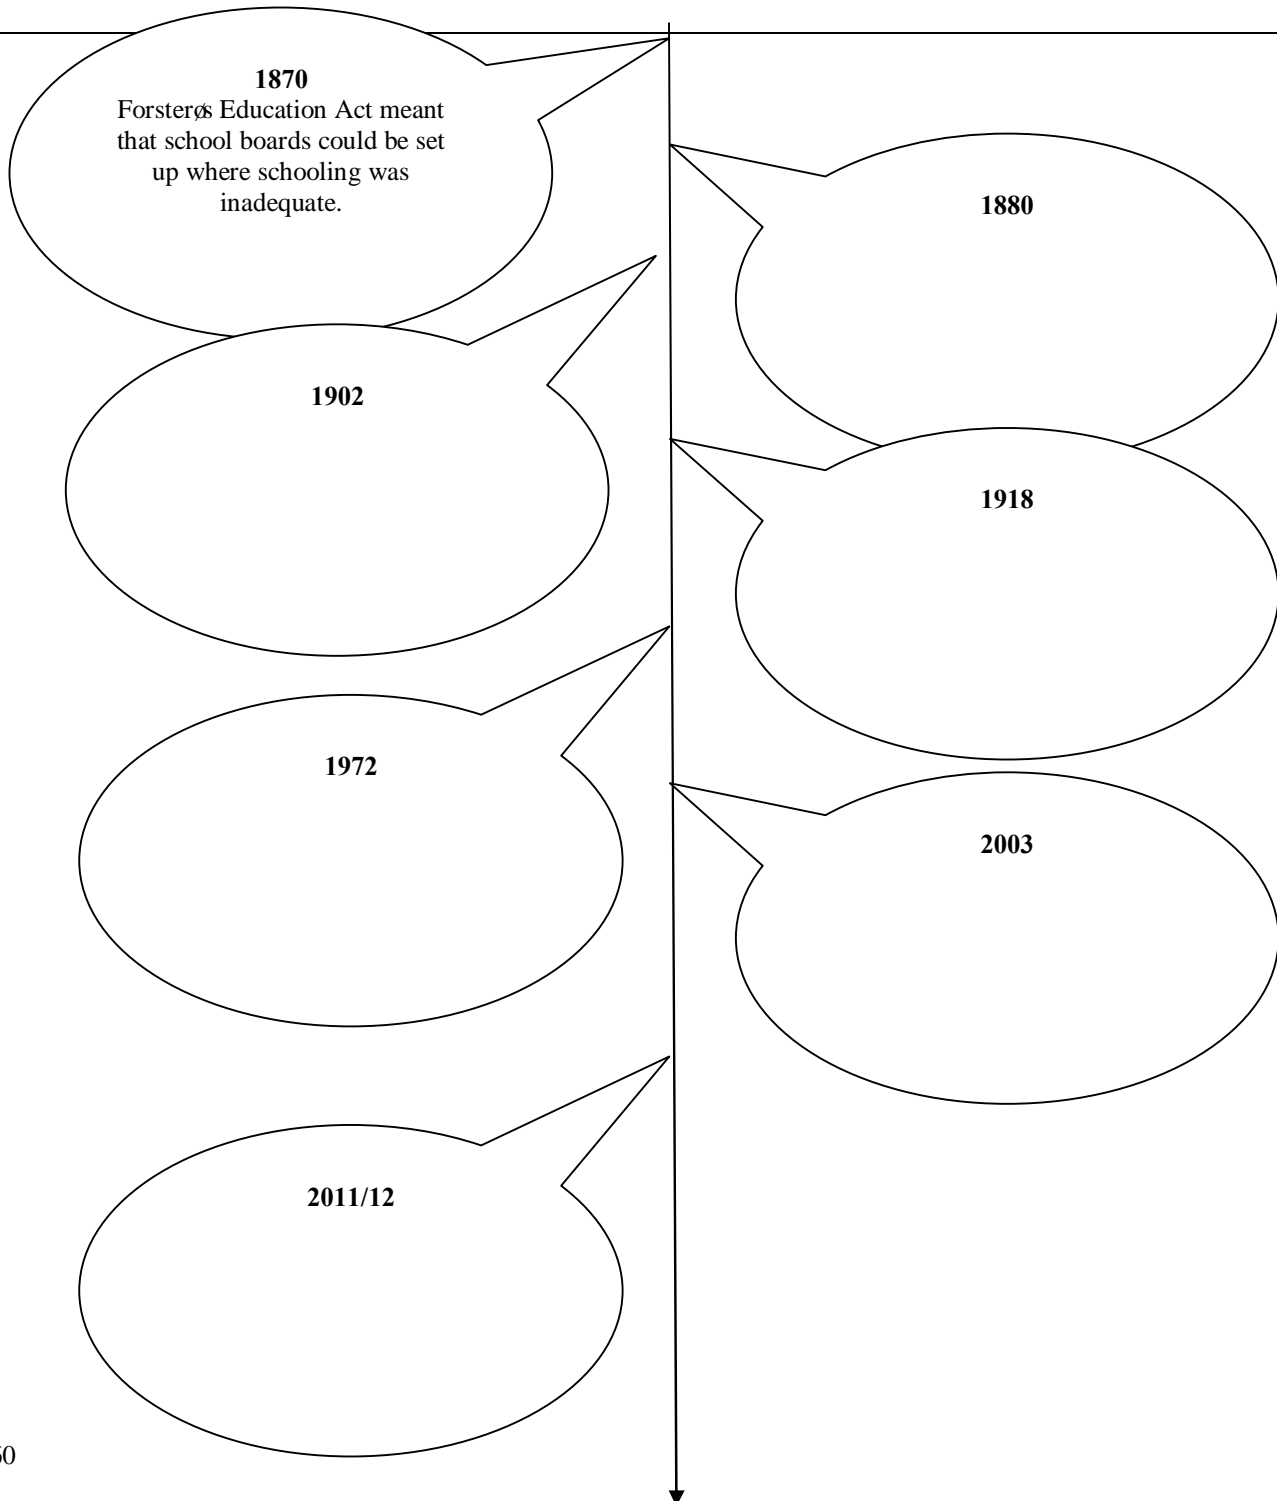 1870
Forsterøs Education Act meant
that school boards could be set
up where schooling was
inadequate.
1880
1902
1918
1972
2003
2011/12